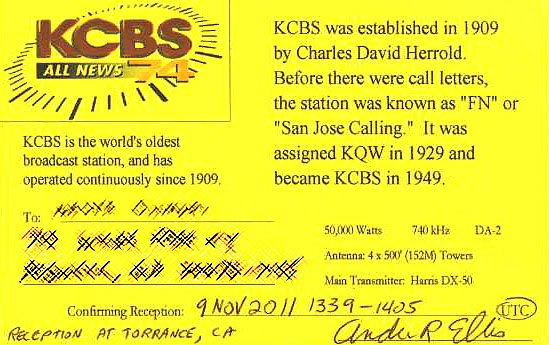 KCBS
ALL NEWS 74
KCBS is the world's oldest
broadcast station, and has
operated continuously since 1909.
KCBS was established in 1909
by Charles David Herrold.
Before there were call letters,
the station was known as "FN" or
"San Jose Calling." It was
assigned KQW in 1929 and
became KCBS in 1949.
To:
50,000 Watts 740 kHz DA-2
Antenna: 4 x 500' (152M) Towers
Main Transmitter: Harris DX-50
Confirming Reception: 9 NOV 2011 1339-1405 UTC
RECEPTION AT TORRANCE, CA